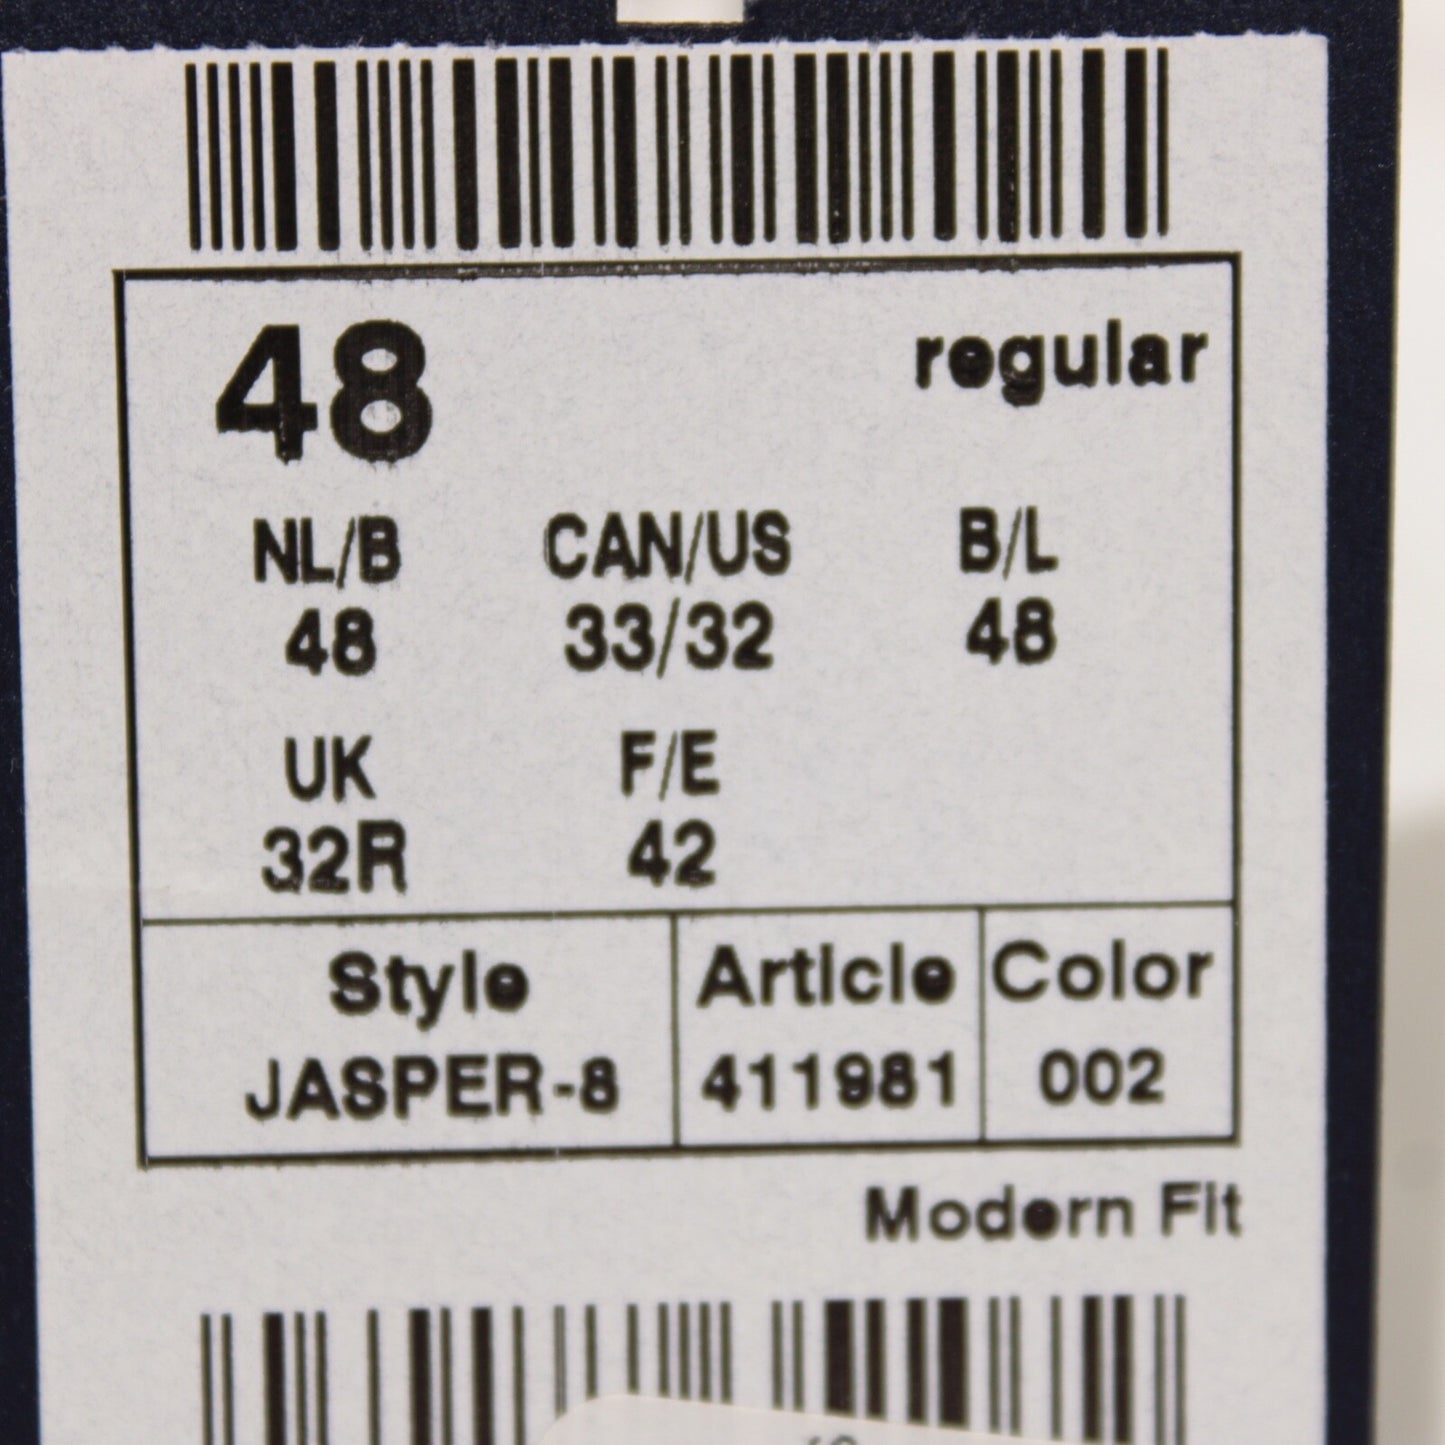 48 regular
NL/B CAN/US B/L
48 33/32 48
UK F/E
32R 42
Style Article Color
JASPER-8 411981 002
Modern Fit